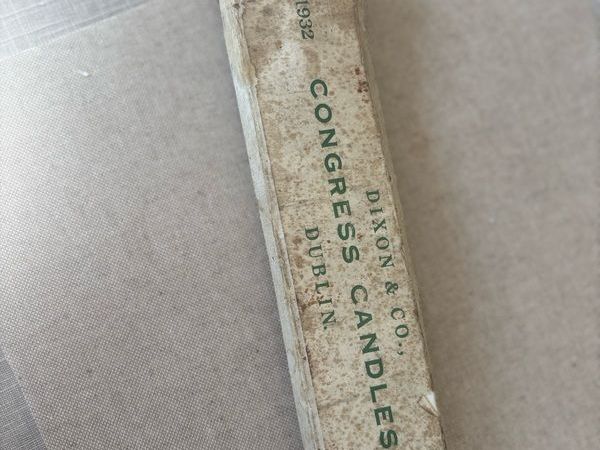 1932
DIXON & CO.,
CONGRESS CANDLES
DUBLIN.